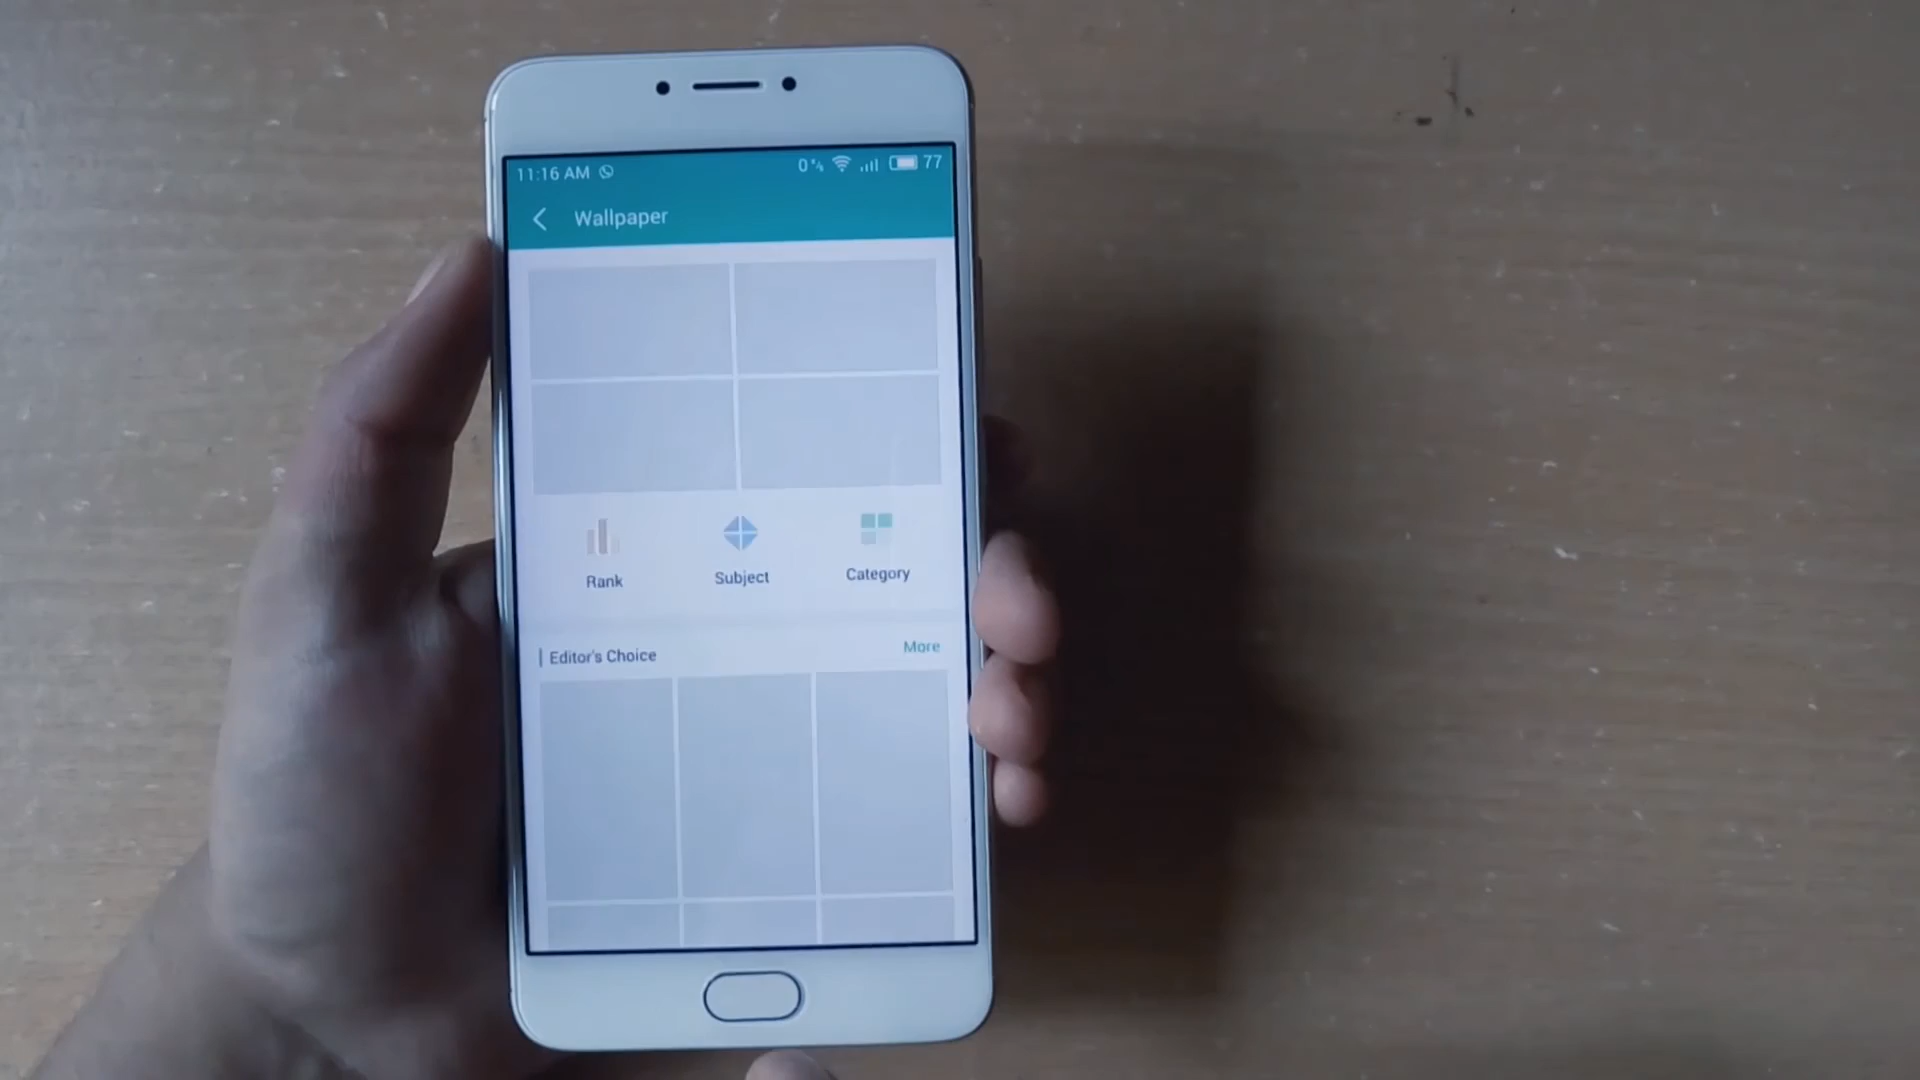 11:16 AM 77
Wallpaper
Rank Subject Category
Editor's Choice More